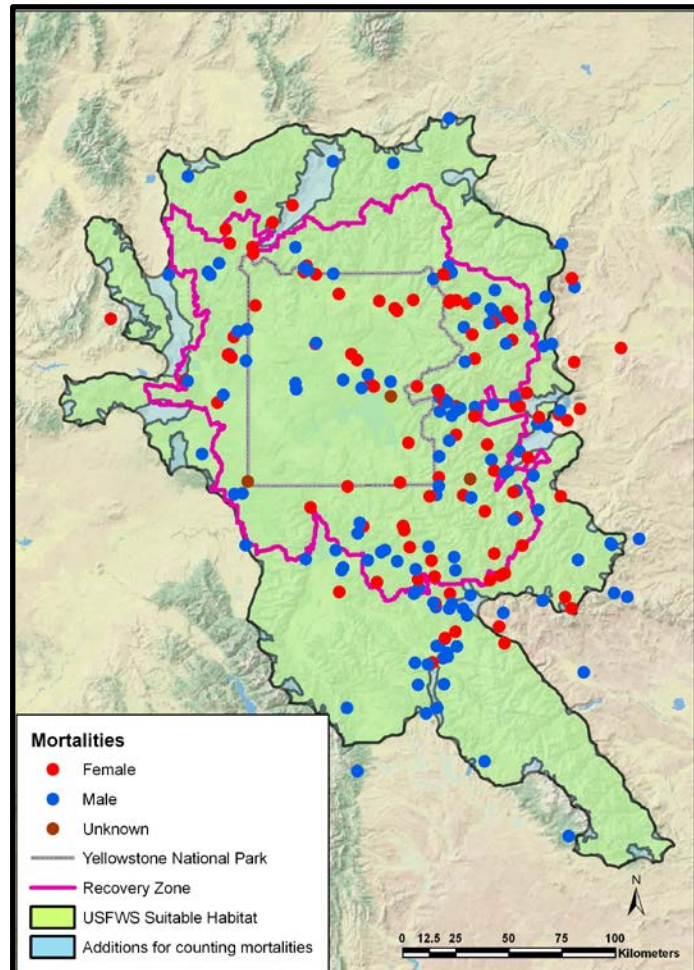 Mortalities
Female
Male
Unknown
Yellowstone National Park
Recovery Zone
USFWS Suitable Habitat
Additions for counting mortalities
N
0 12.5 25 50 75 100
Kilometers